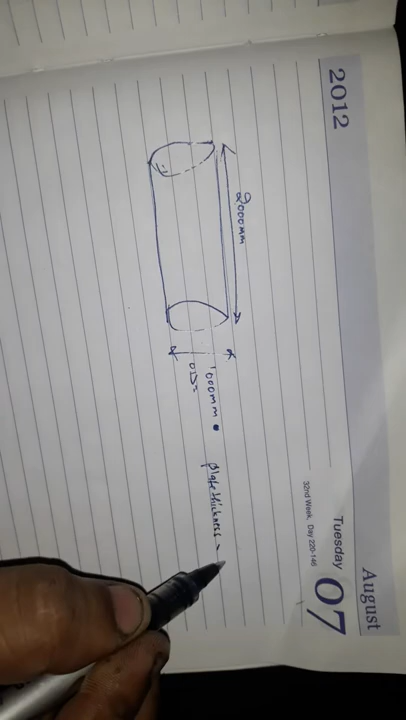 2012
August
Tuesday 07
32nd Week, Day 220-146
2000mm
1000mm
OD=
plate thickness